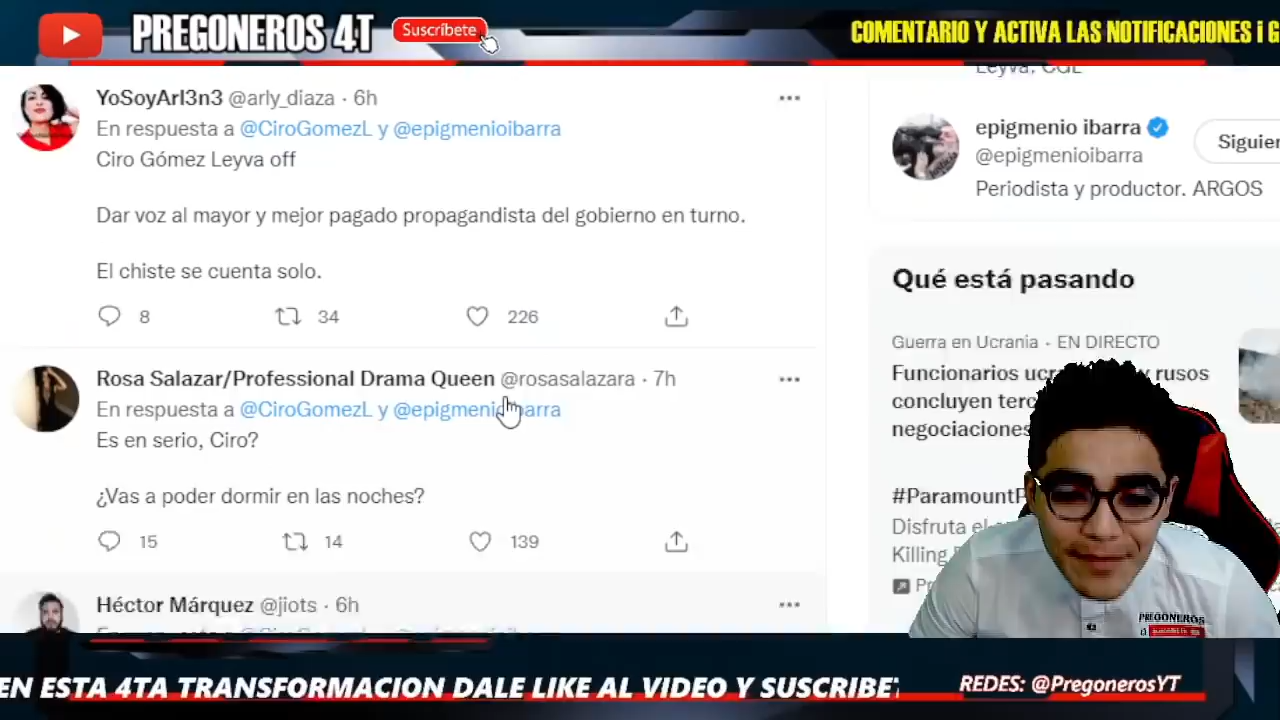 PREGONEROS 4T
Suscríbete
COMENTARIO Y ACTIVA LAS NOTIFICACIONES ¡ G
YoSoyArl3n3 @arly_diaza · 6h
En respuesta a @CiroGomezL y @epigmenioibarra
Ciro Gómez Leyva off
Dar voz al mayor y mejor pagado propagandista del gobierno en turno.
El chiste se cuenta solo.
8 34 226
Rosa Salazar/Professional Drama Queen @rosasalazara · 7h
En respuesta a @CiroGomezL y @epigmenioibarra
Es en serio, Ciro?
¿Vas a poder dormir en las noches?
15 14 139
Héctor Márquez @jiots · 6h
Leyva, CGL
epigmenio ibarra
@epigmenioibarra
Siguien
Periodista y productor. ARGOS
Qué está pasando
Guerra en Ucrania · EN DIRECTO
Funcionarios ucr y rusos
concluyen terc
negociaciones
#ParamountP
Disfruta el
Killing
Pr
PREGONEROS
EN ESTA 4TA TRANSFORMACION DALE LIKE AL VIDEO Y SUSCRIBET
REDES: @PregonerosYT